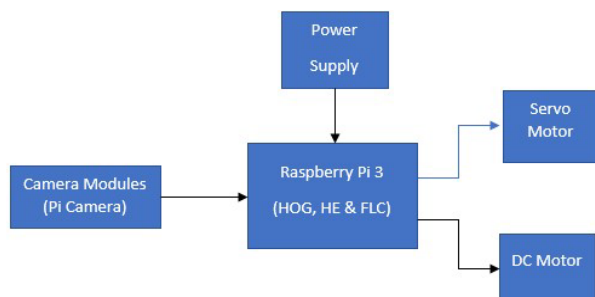 Power
Supply
Servo
Motor
Raspberry Pi 3
(HOG, HE & FLC)
Camera Modules
(Pi Camera)
DC Motor